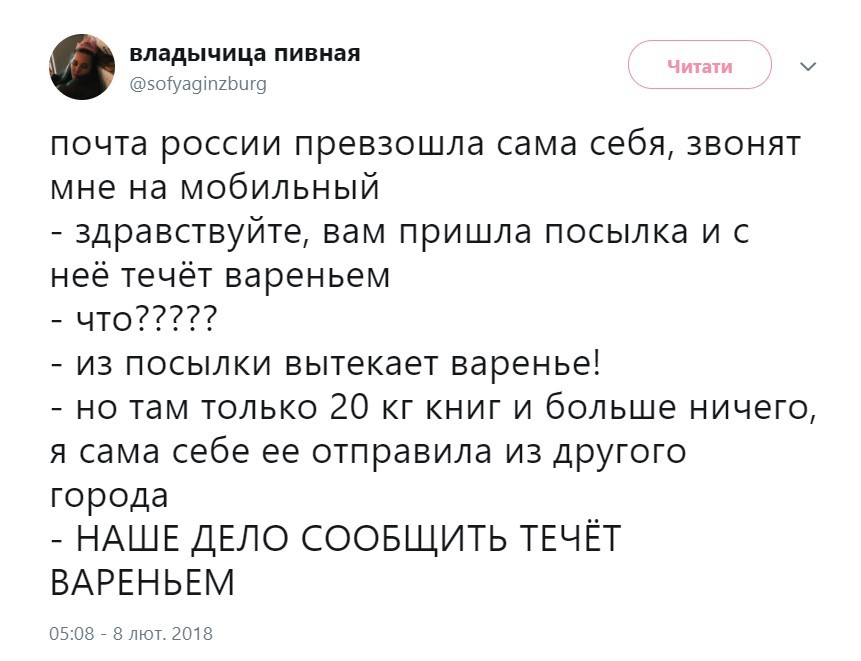 владычица пивная
@sofyaginzburg
Читати
почта россии превзошла сама себя, звонят
мне на мобильный
- здравствуйте, вам пришла посылка и с
неё течёт вареньем
- что?????
- из посылки вытекает варенье!
- но там только 20 кг книг и больше ничего,
я сама себе ее отправила из другого
города
- НАШЕ ДЕЛО СООБЩИТЬ ТЕЧЁТ
ВАРЕНЬЕМ
05:08 - 8 лют. 2018